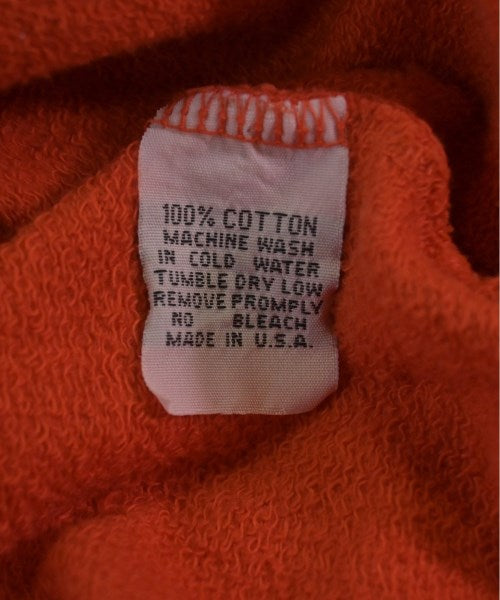 100% COTTON
MACHINE WASH
IN COLD WATER
TUMBLE DRY LOW
REMOVE PROMPLY
NO BLEACH
MADE IN U.S.A.